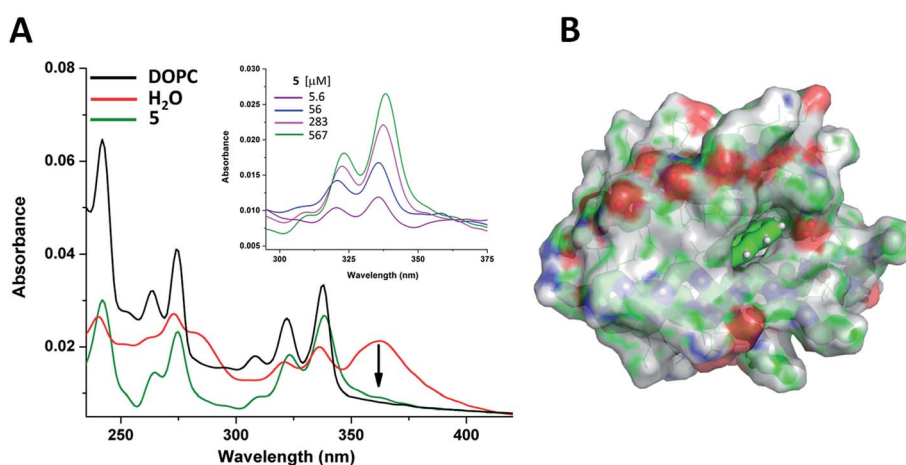 A
B
0.08
0.06
0.04
0.02
Absorbance
250
300
350
400
Wavelength (nm)
DOPC
H₂O
5
5 [μM]
5.6
56
283
567
0.030
0.025
0.020
0.015
0.010
0.005
Absorbance
300
325
350
375
Wavelength (nm)